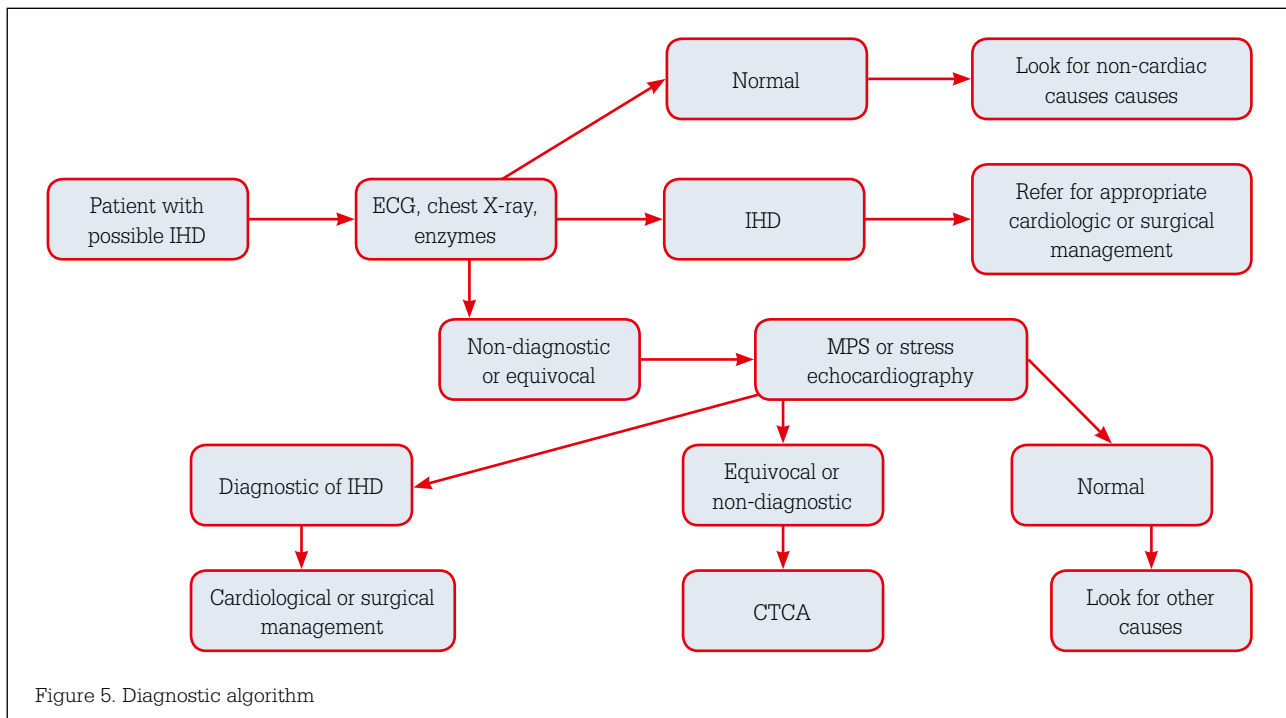 Normal
Look for non-cardiac
causes causes
Patient with
possible IHD
ECG, chest X-ray,
enzymes
IHD
Refer for appropriate
cardiologic or surgical
management
Non-diagnostic
or equivocal
MPS or stress
echocardiography
Diagnostic of IHD
Equivocal or
non-diagnostic
Normal
Cardiological or surgical
management
CTCA
Look for other
causes
Figure 5. Diagnostic algorithm